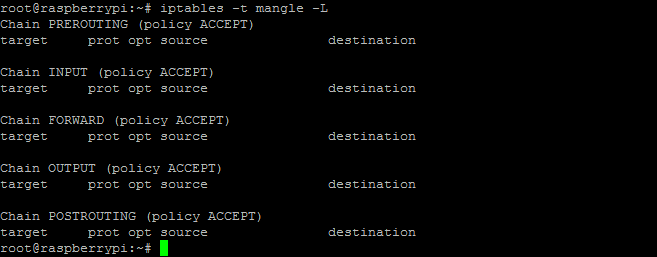 root@raspberrypi:~# iptables -t mangle -L
Chain PREROUTING (policy ACCEPT)
target     prot opt source               destination

Chain INPUT (policy ACCEPT)
target     prot opt source               destination

Chain FORWARD (policy ACCEPT)
target     prot opt source               destination

Chain OUTPUT (policy ACCEPT)
target     prot opt source               destination

Chain POSTROUTING (policy ACCEPT)
target     prot opt source               destination
root@raspberrypi:~#